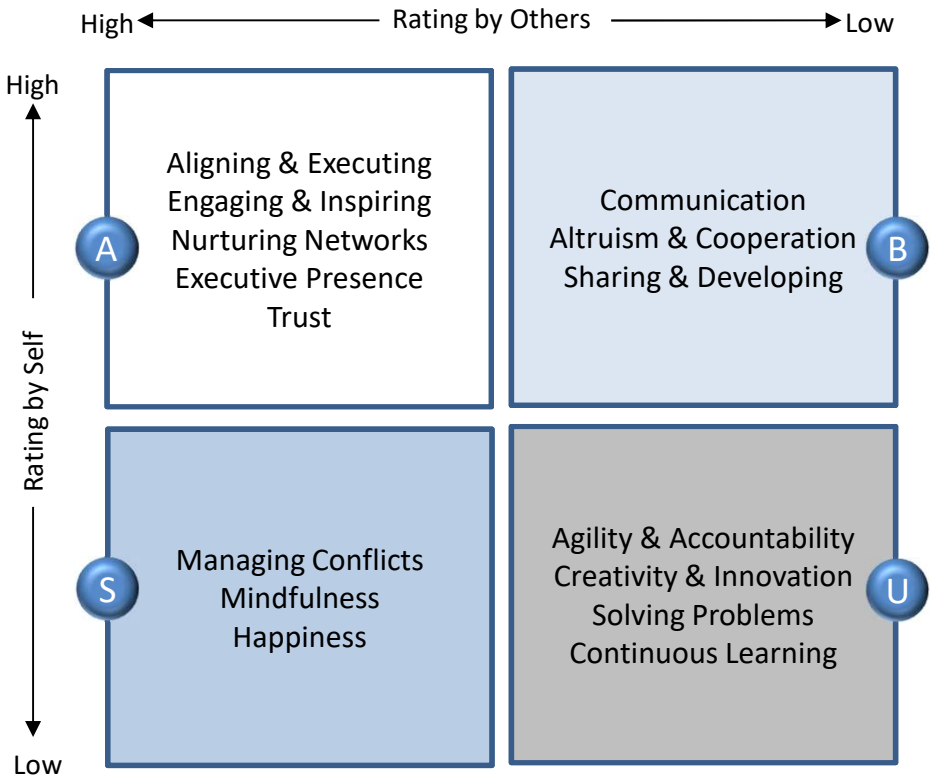 Rating by Others
High
Low
High
Rating by Self
Low
A
Aligning & Executing
Engaging & Inspiring
Nurturing Networks
Executive Presence
Trust
B
Communication
Altruism & Cooperation
Sharing & Developing
S
Managing Conflicts
Mindfulness
Happiness
U
Agility & Accountability
Creativity & Innovation
Solving Problems
Continuous Learning